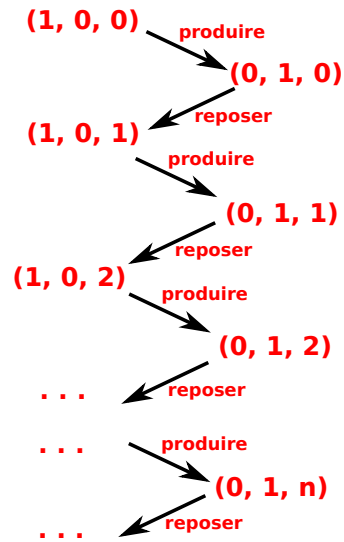 (1, 0, 0)
produire
(0, 1, 0)
reposer
(1, 0, 1)
produire
(0, 1, 1)
reposer
(1, 0, 2)
produire
(0, 1, 2)
reposer
. . .
. . .
produire
(0, 1, n)
reposer
. . .